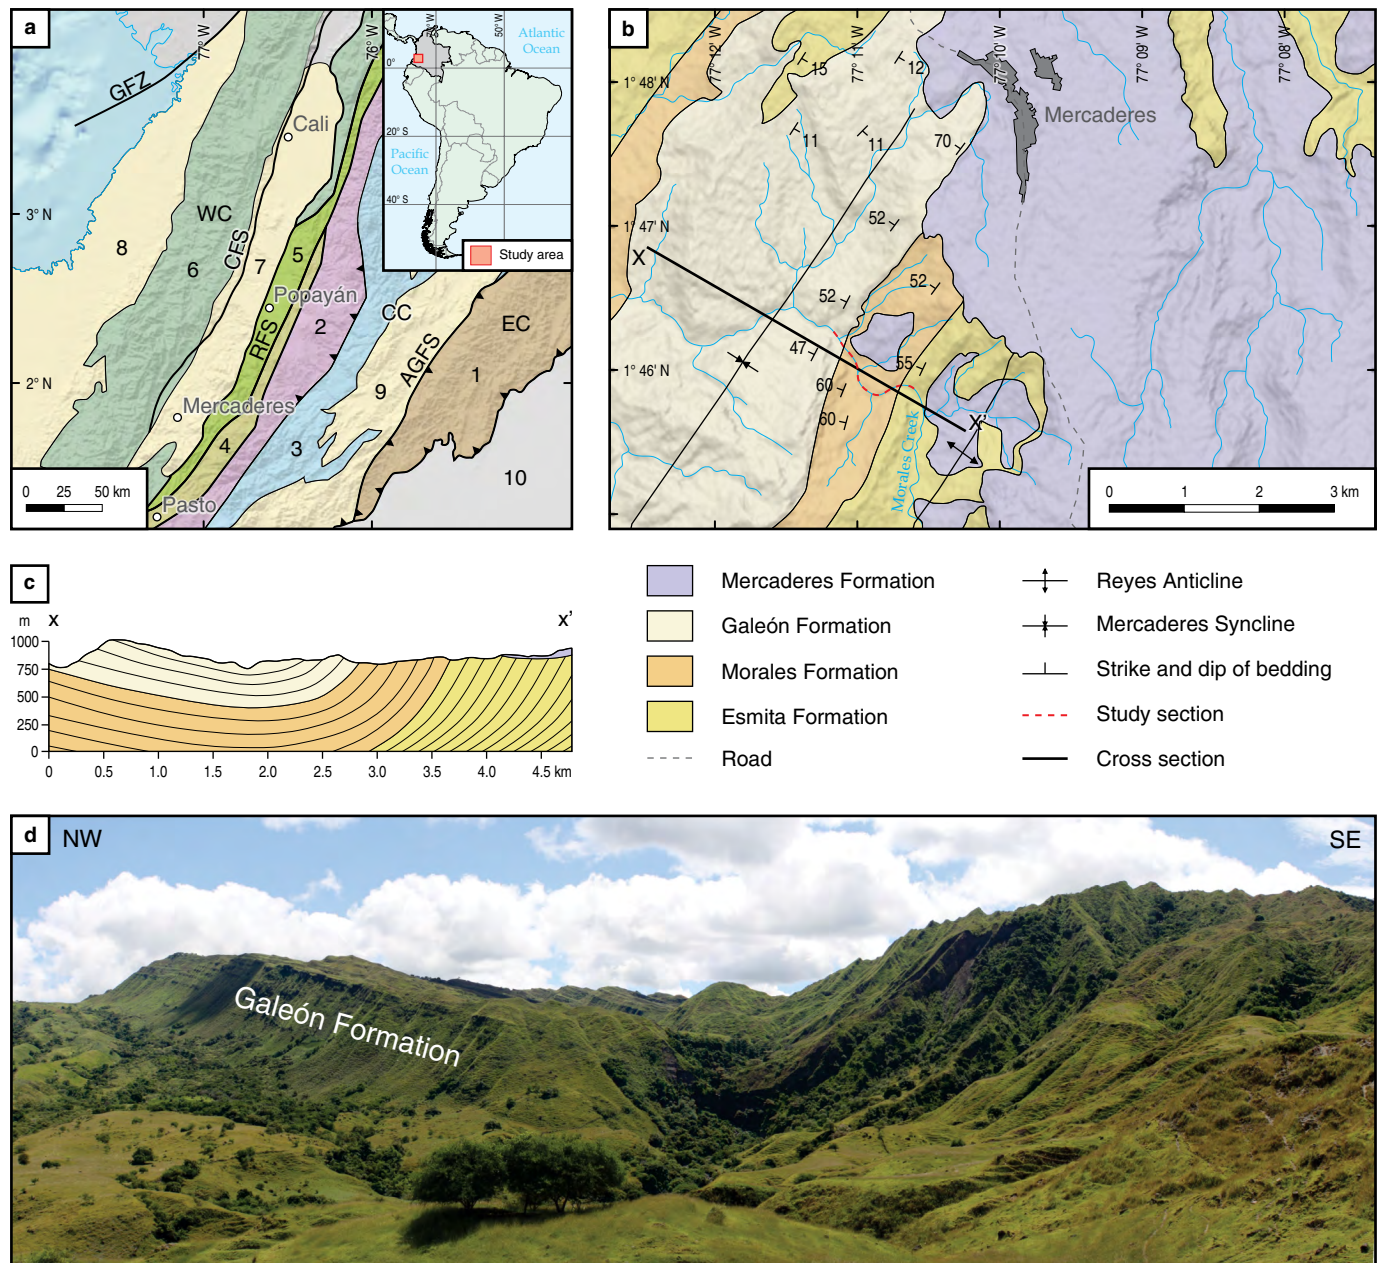 a
GFZ
77° W
76° W
Cali
3° N
WC
CES
8
6
7
5
Popayán
2
RFS
CC
EC
AGFS
1
2° N
9
Mercaderes
4
3
10
0 25 50 km
Pasto
50° W
Atlantic
Ocean
0°
20° S
Pacific
Ocean
40° S
Study area
b
77° 12' W
77° 11' W
77° 10' W
77° 09' W
77° 08' W
1° 48' N
15
12
Mercaderes
11
11
70
1° 47' N
52
X
52
52
47
1° 46' N
55
60
60
X'
Morales Creek
0 1 2 3 km
c
m
X
X'
1000
750
500
250
0
0 0.5 1.0 1.5 2.0 2.5 3.0 3.5 4.0 4.5 km
Mercaderes Formation
Galeón Formation
Morales Formation
Esmita Formation
Road
Reyes Anticline
Mercaderes Syncline
Strike and dip of bedding
Study section
Cross section
d
NW
SE
Galeón Formation